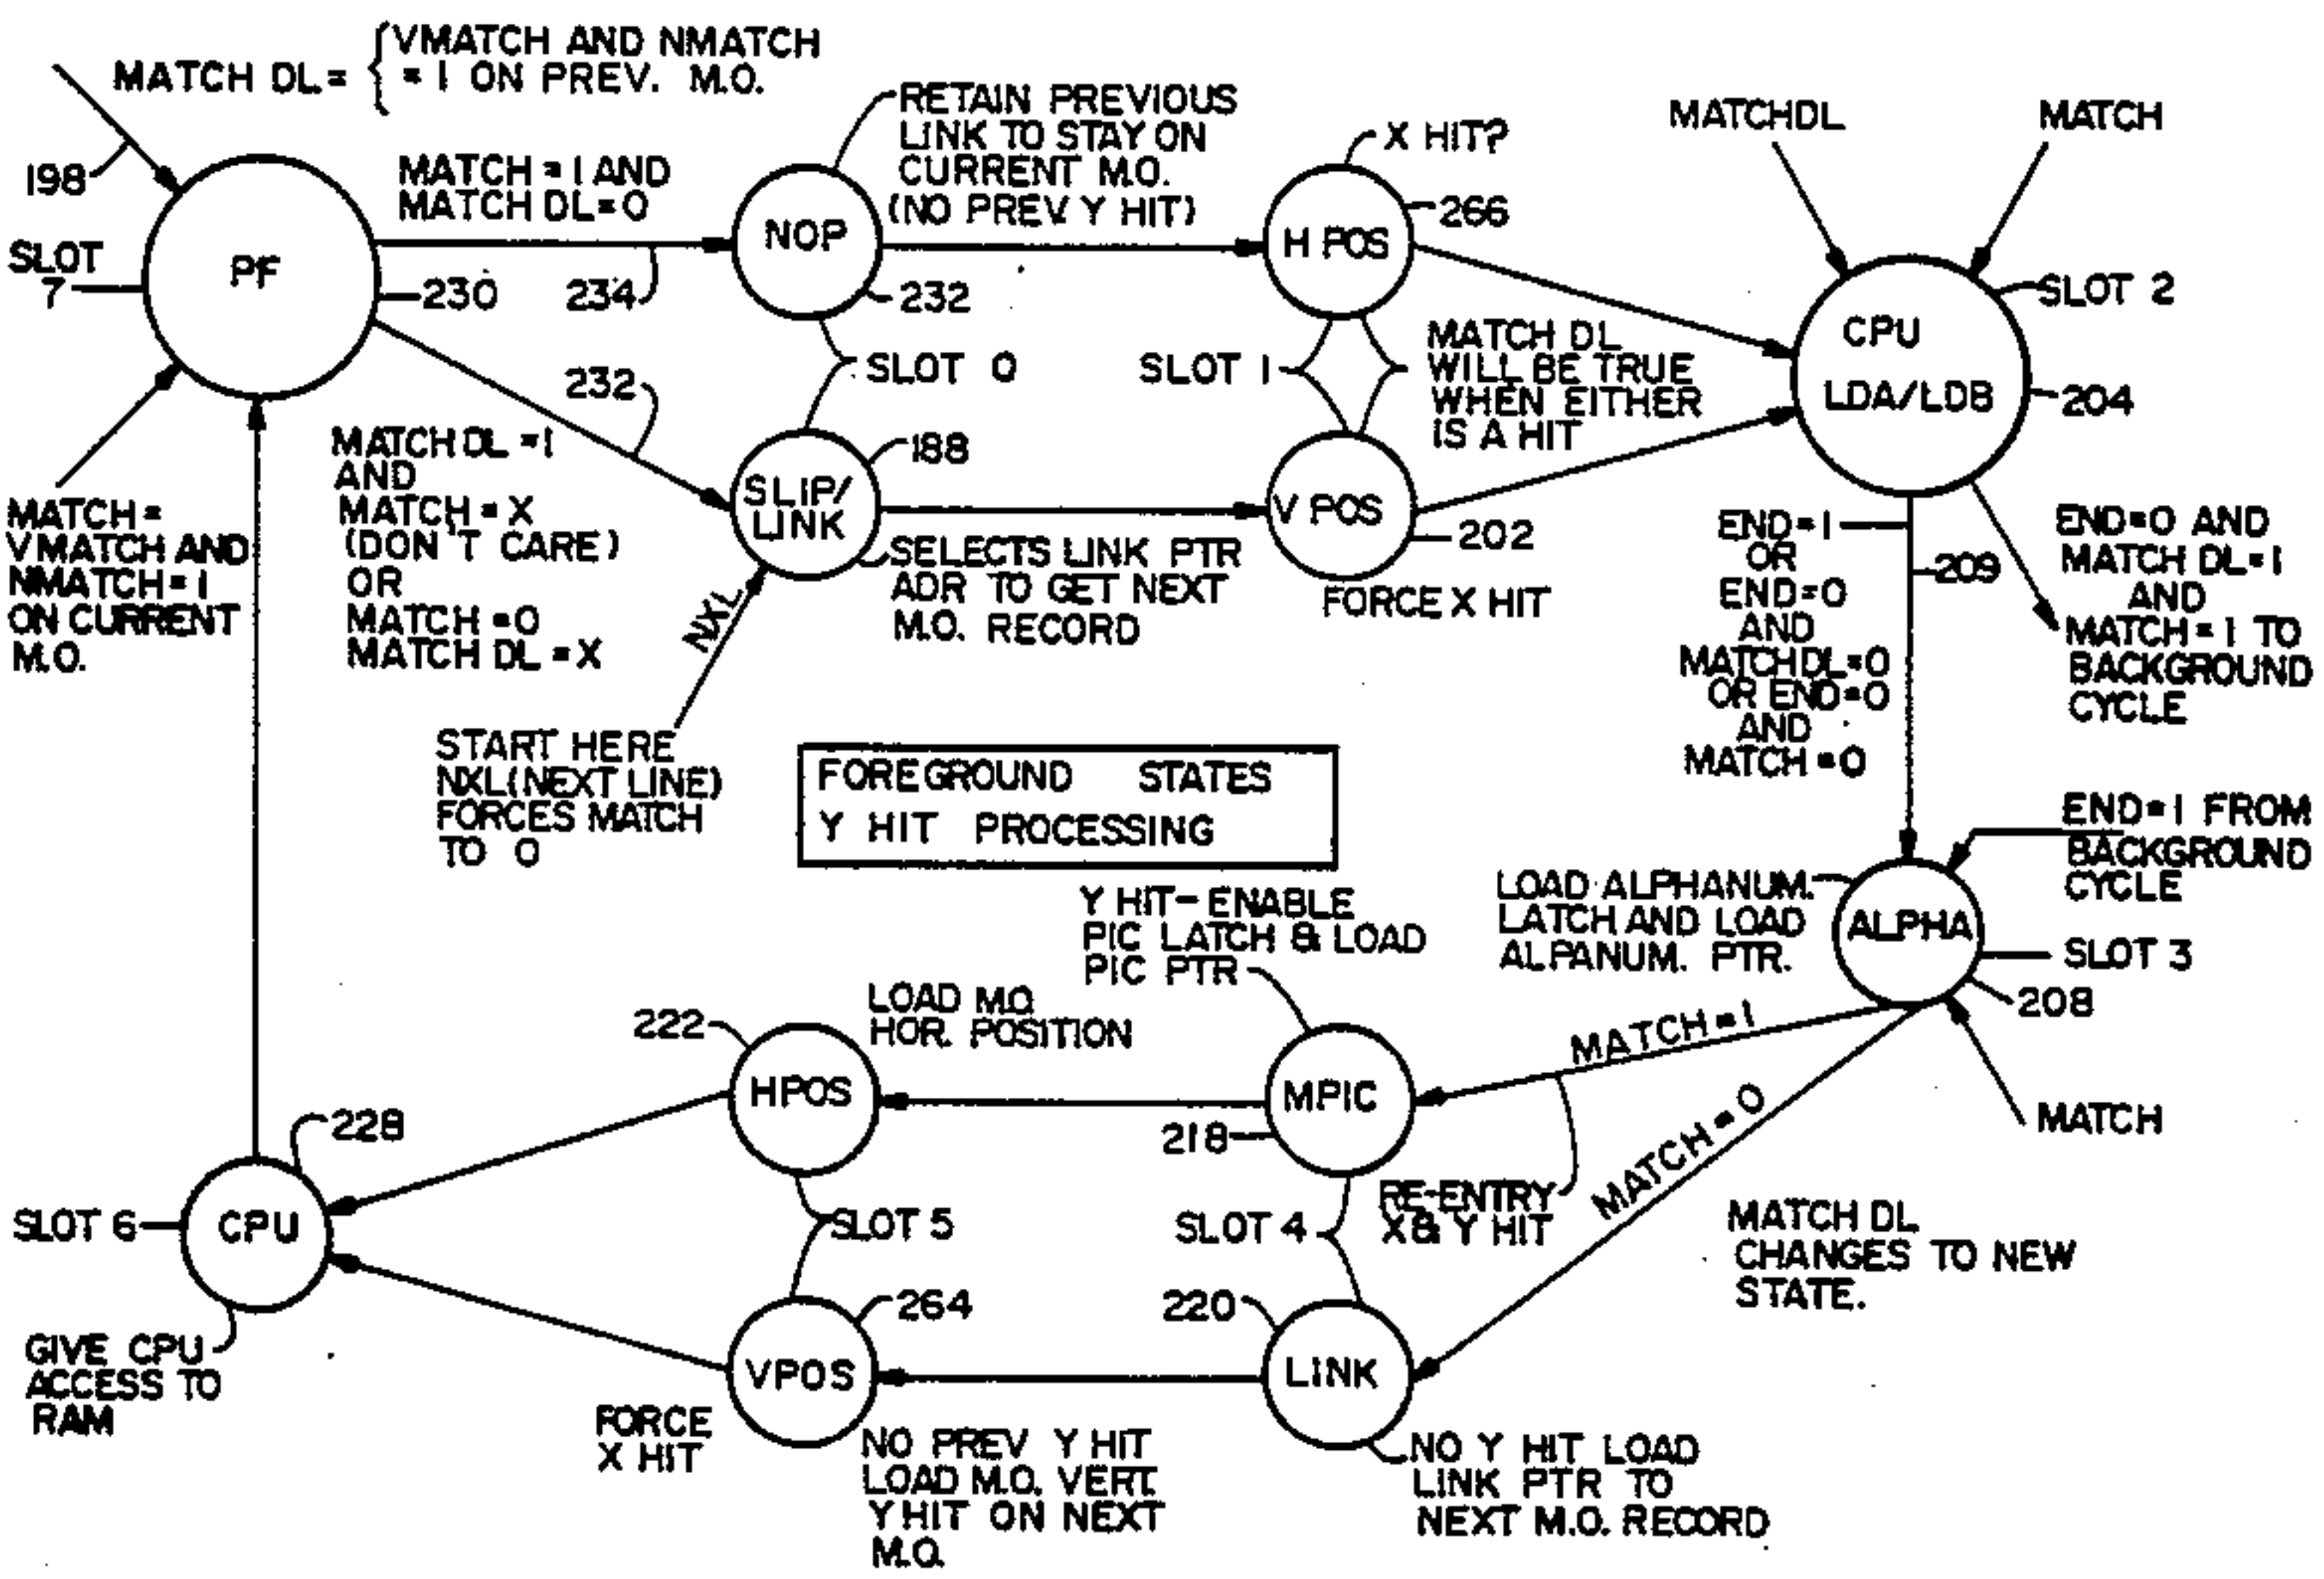 MATCH DL =
VMATCH AND NMATCH
= 1 ON PREV. M.O.
198
SLOT
7
PF
230
MATCH = 1 AND
MATCH DL=0
234
NOP
RETAIN PREVIOUS
LINK TO STAY ON
CURRENT M.O.
(NO PREV Y HIT)
232
SLOT 0
H POS
X HIT?
266
SLOT 1
MATCH DL
WILL BE TRUE
WHEN EITHER
IS A HIT
MATCHDL
MATCH
SLOT 2
CPU
LDA/LDB
204
232
MATCH DL =1
AND
MATCH = X
(DON'T CARE)
OR
MATCH =0
MATCH DL =X
MATCH =
VMATCH AND
NMATCH=1
ON CURRENT
M.O.
188
SLIP/
LINK
SELECTS LINK PTR
ADR TO GET NEXT
M.O. RECORD
NXL
START HERE
NXL(NEXT LINE)
FORCES MATCH
TO 0
V POS
202
FORCE X HIT
END=1
OR
END=0
AND
MATCHDL=0
OR END=0
AND
MATCH=0
209
END=0 AND
MATCH DL=1
AND
MATCH=1 TO
BACKGROUND
CYCLE
FOREGROUND STATES
Y HIT PROCESSING
END=1 FROM
BACKGROUND
CYCLE
LOAD ALPHANUM.
LATCH AND LOAD
ALPANUM. PTR.
ALPHA
SLOT 3
208
MATCH
Y HIT-ENABLE
PIC LATCH & LOAD
PIC PTR
MATCH=1
MATCH=0
MPIC
218
RE-ENTRY
X& Y HIT
SLOT 4
MATCH DL
CHANGES TO NEW
STATE.
LOAD M.O.
HOR. POSITION
222
HPOS
SLOT 5
228
SLOT 6
CPU
GIVE CPU
ACCESS TO
RAM
264
VPOS
FORCE
X HIT
NO PREV Y HIT
LOAD M.O. VERT.
Y HIT ON NEXT
M.O.
220
LINK
NO Y HIT LOAD
LINK PTR TO
NEXT M.O. RECORD